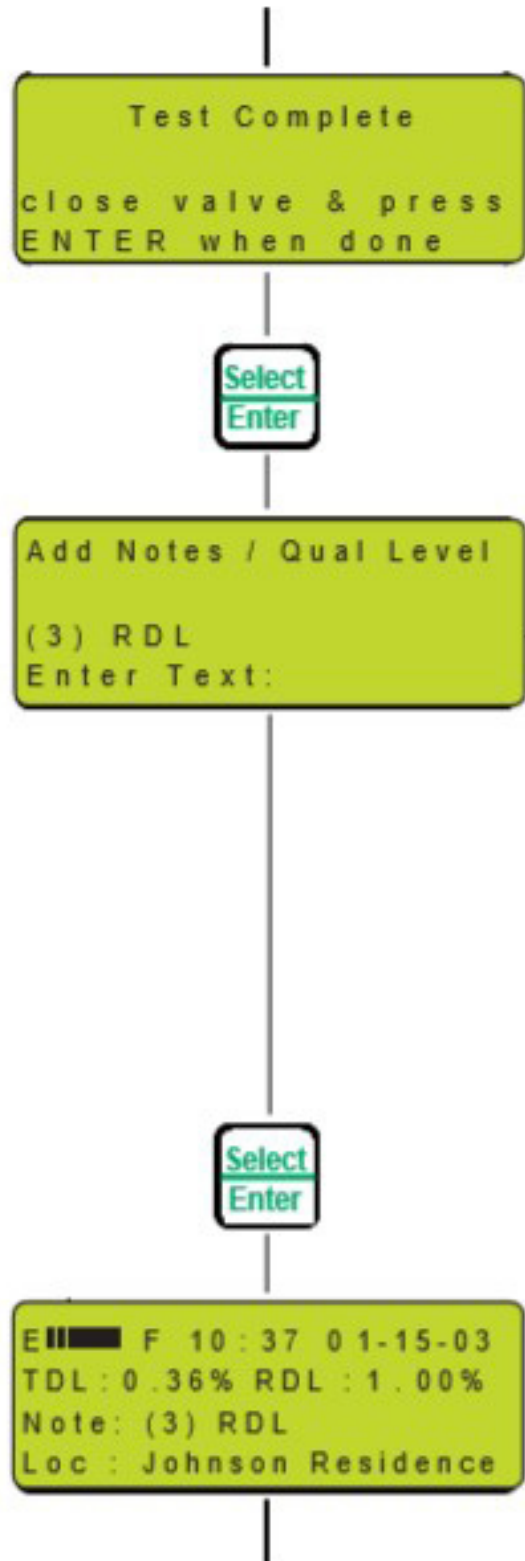 Test Complete
close valve & press
ENTER when done
Select
Enter
Add Notes / Qual Level
(3) RDL
Enter Text:
Select
Enter
E F 10:37 01-15-03
TDL:0.36% RDL:1.00%
Note: (3) RDL
Loc : Johnson Residence